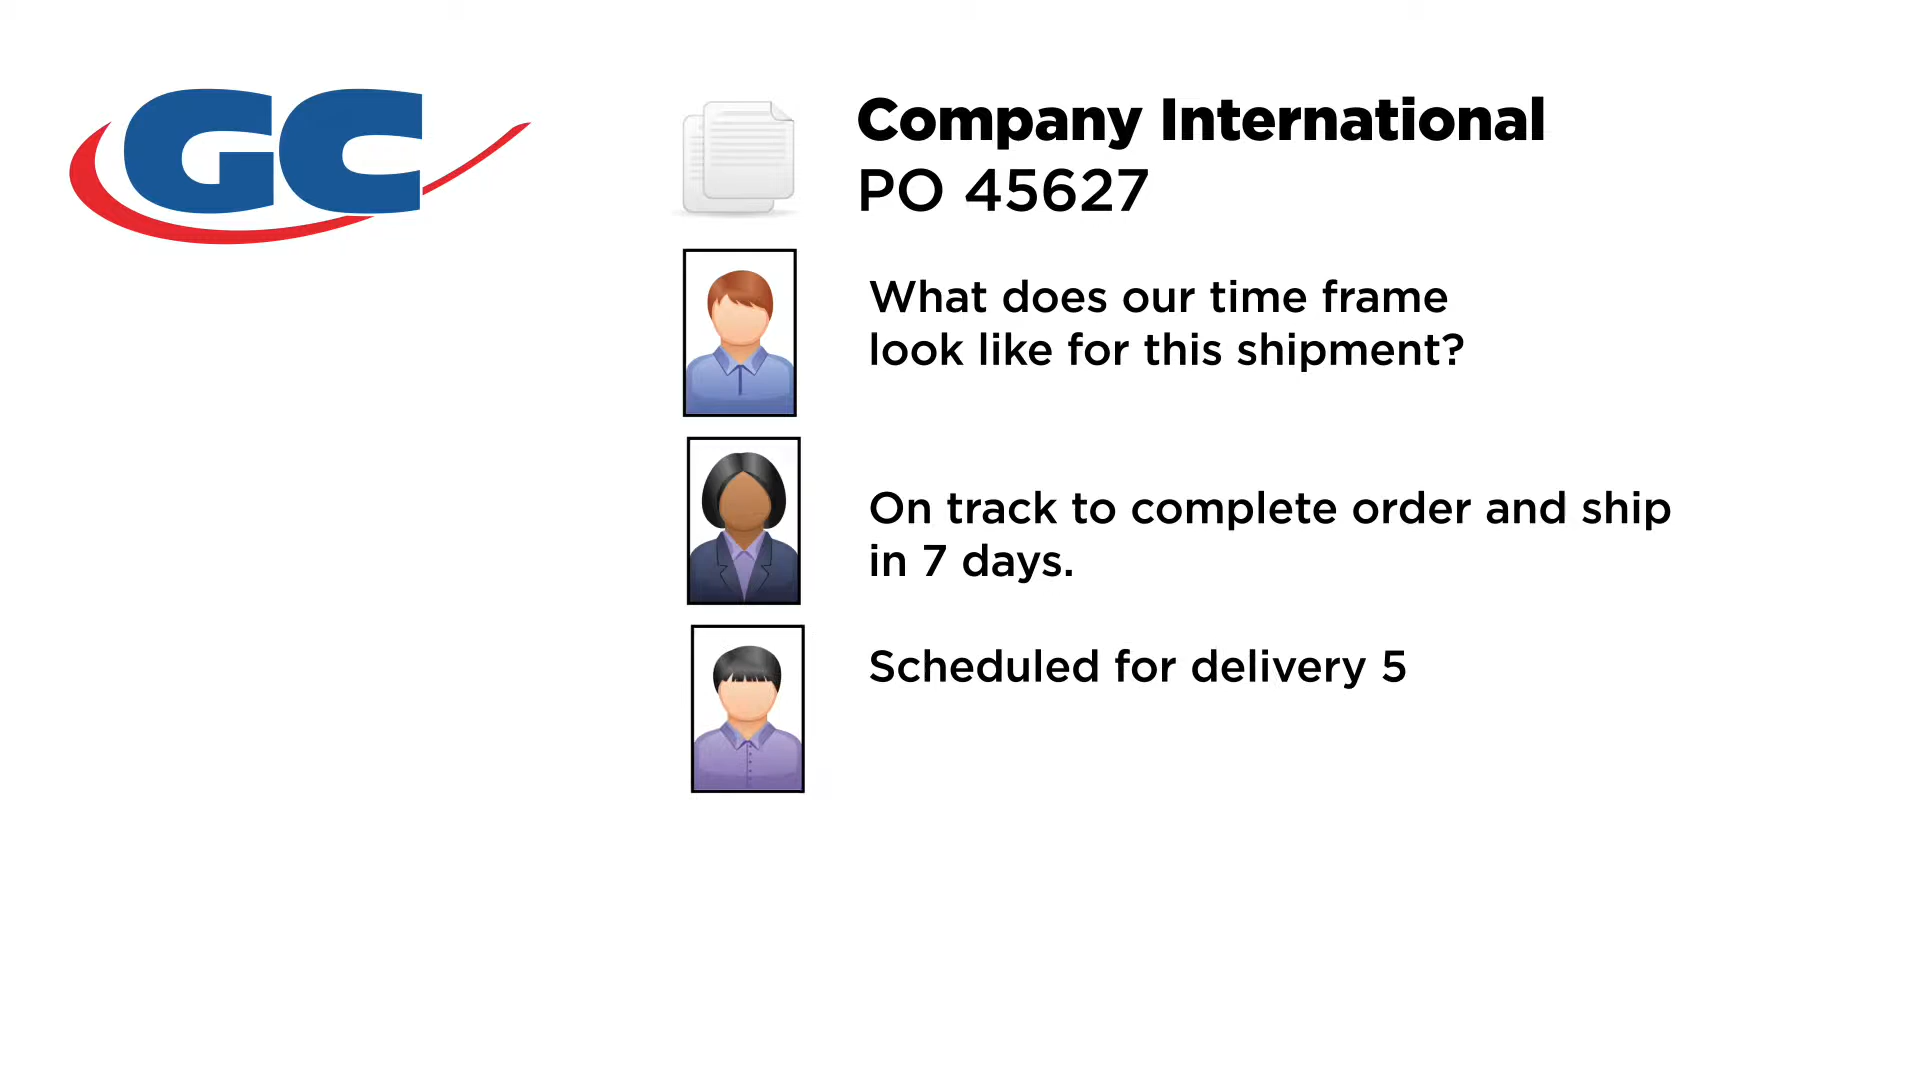 GC
Company International
PO 45627
What does our time frame
look like for this shipment?
On track to complete order and ship
in 7 days.
Scheduled for delivery 5